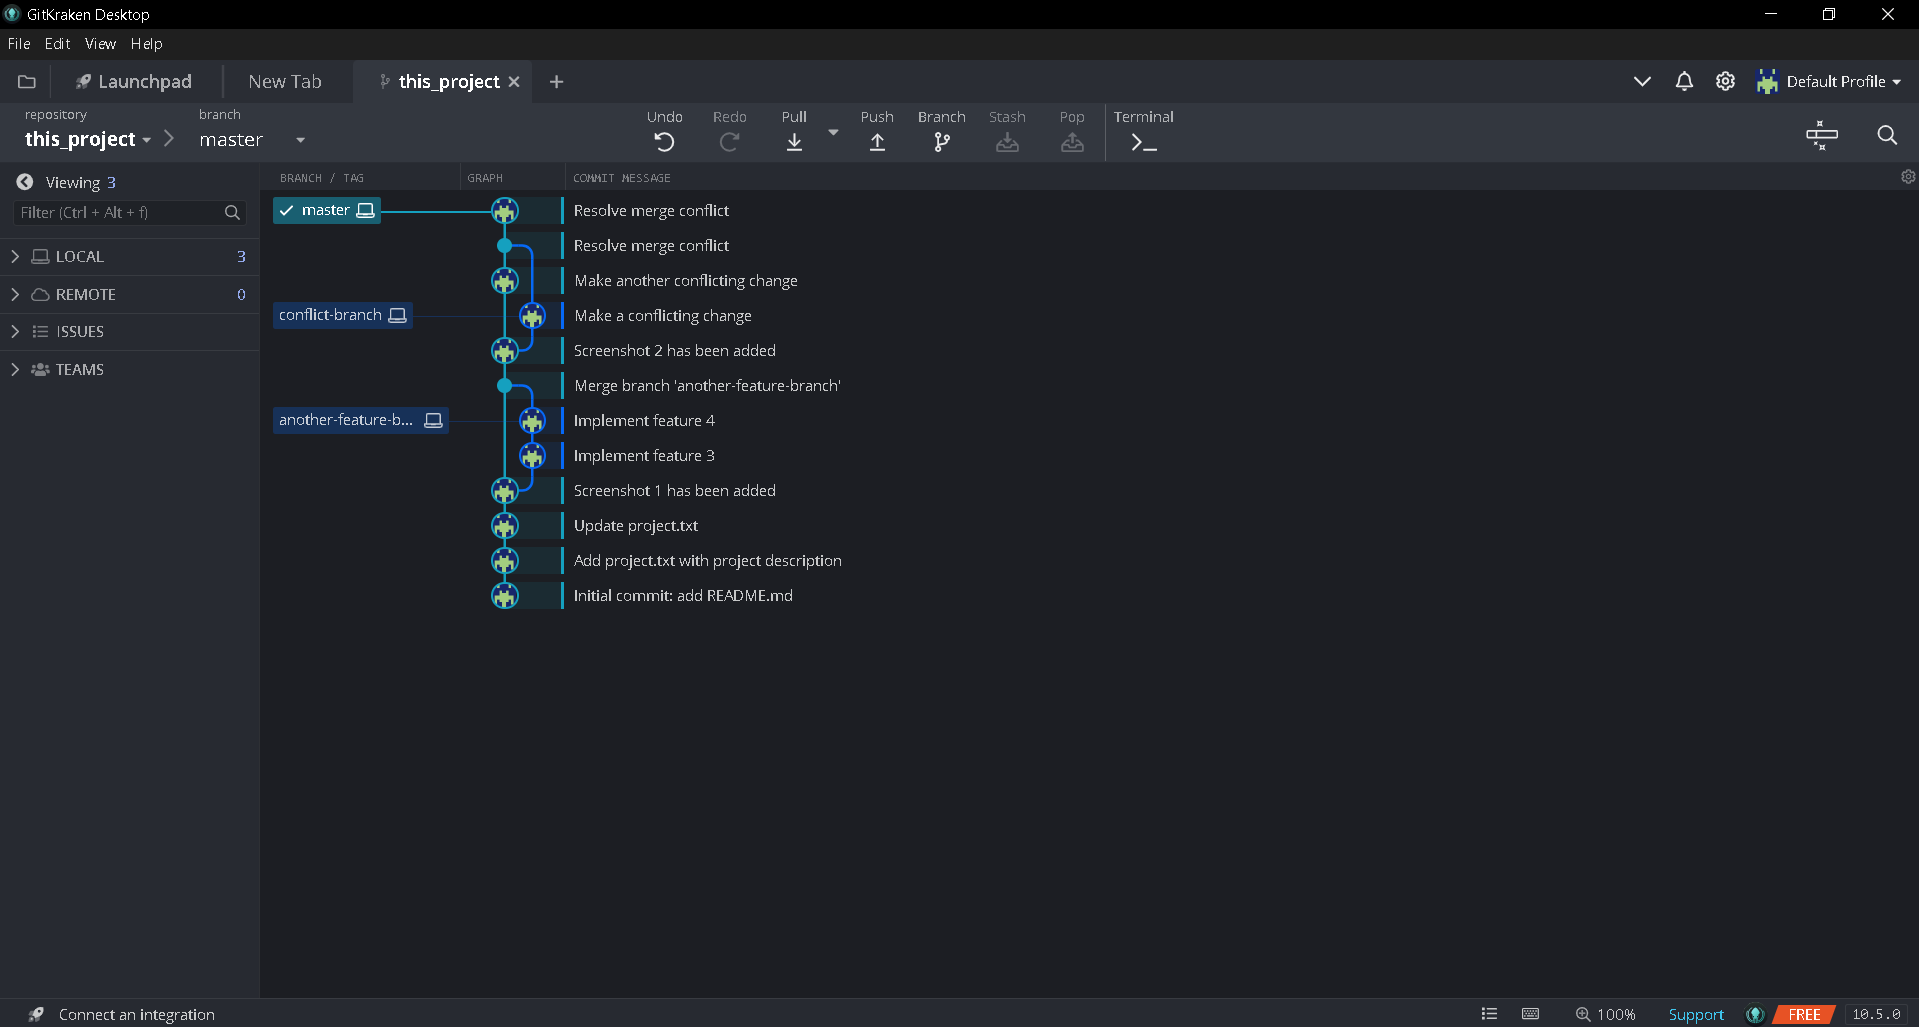 GitKraken Desktop
File Edit View Help
Launchpad New Tab this_project Default Profile
repository branch Undo Redo Pull Push Branch Stash Pop Terminal
this_project master
Viewing 3
Filter (Ctrl + Alt + f)
LOCAL 3
REMOTE 0
ISSUES
TEAMS
BRANCH / TAG GRAPH COMMIT MESSAGE
master Resolve merge conflict
Resolve merge conflict
Make another conflicting change
conflict-branch Make a conflicting change
Screenshot 2 has been added
Merge branch 'another-feature-branch'
another-feature-b... Implement feature 4
Implement feature 3
Screenshot 1 has been added
Update project.txt
Add project.txt with project description
Initial commit: add README.md
Connect an integration 100% Support FREE 10.5.0